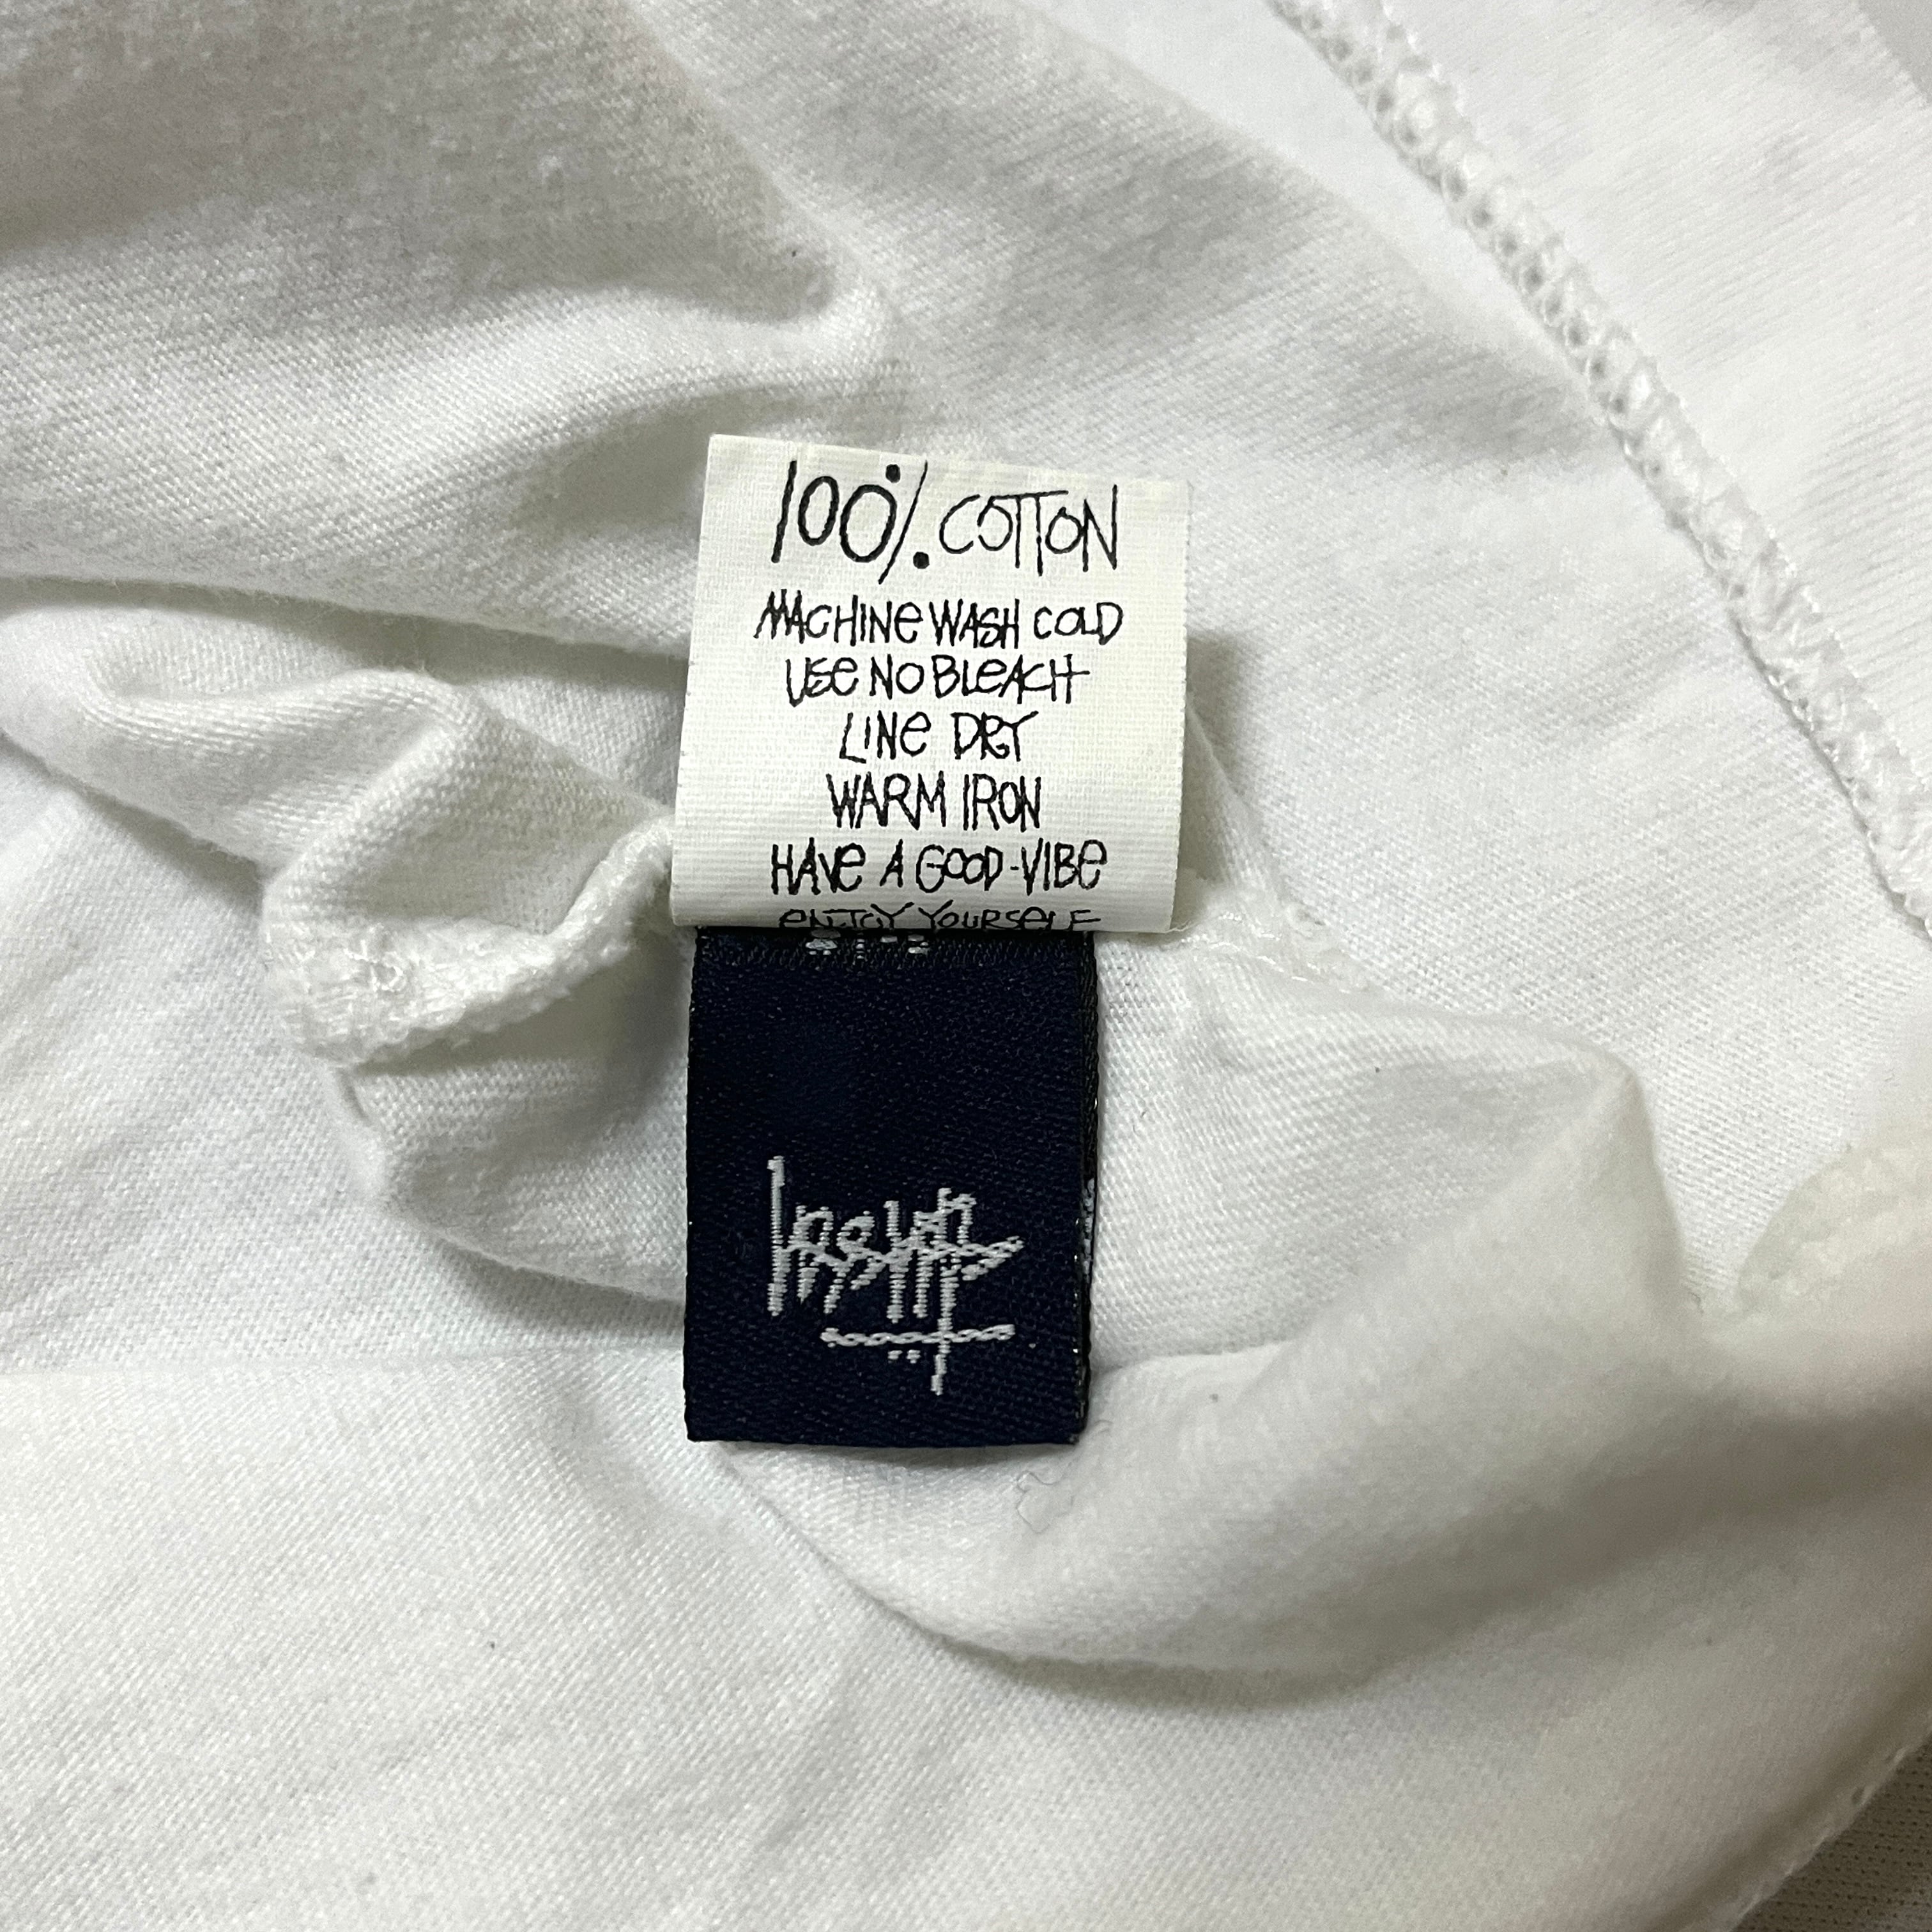 100% COTTON
MACHINE WASH COLD
USE NO BLEACH
LINE DRY
WARM IRON
HAVE A GOOD-VIBE
ENJOY YOURSELF